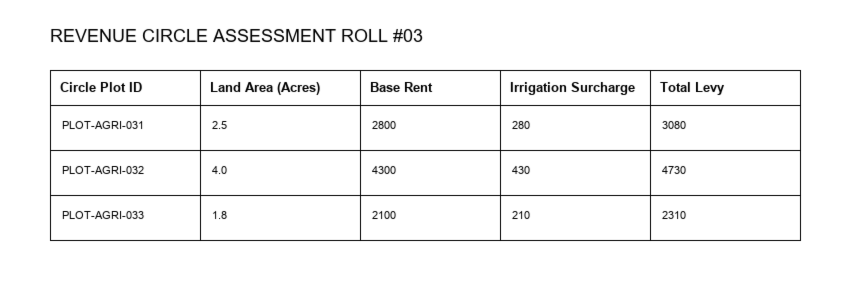 REVENUE CIRCLE ASSESSMENT ROLL #03
Circle Plot ID Land Area (Acres) Base Rent Irrigation Surcharge Total Levy
PLOT-AGRI-031 2.5 2800 280 3080
PLOT-AGRI-032 4.0 4300 430 4730
PLOT-AGRI-033 1.8 2100 210 2310